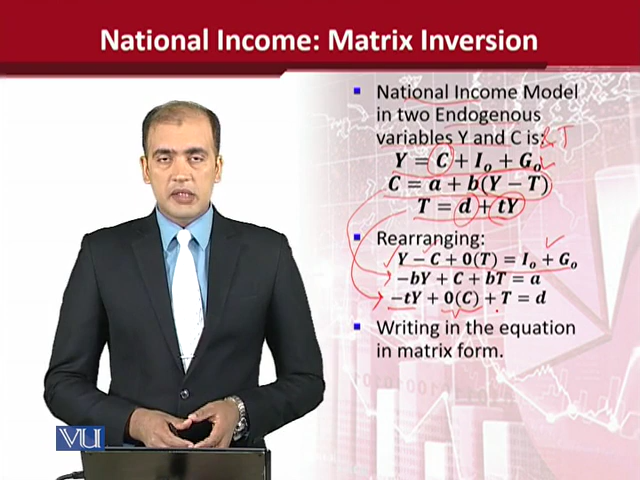 National Income: Matrix Inversion
▪ National Income Model
in two Endogenous
variables Y and C is: & T
Y = C + I₀ + G₀
C = a + b(Y − T)
T = d + tY
▪ Rearranging:
Y − C + 0(T) = I₀ + G₀
−bY + C + bT = a
−tY + 0(C) + T = d
▪ Writing in the equation
in matrix form.
VU